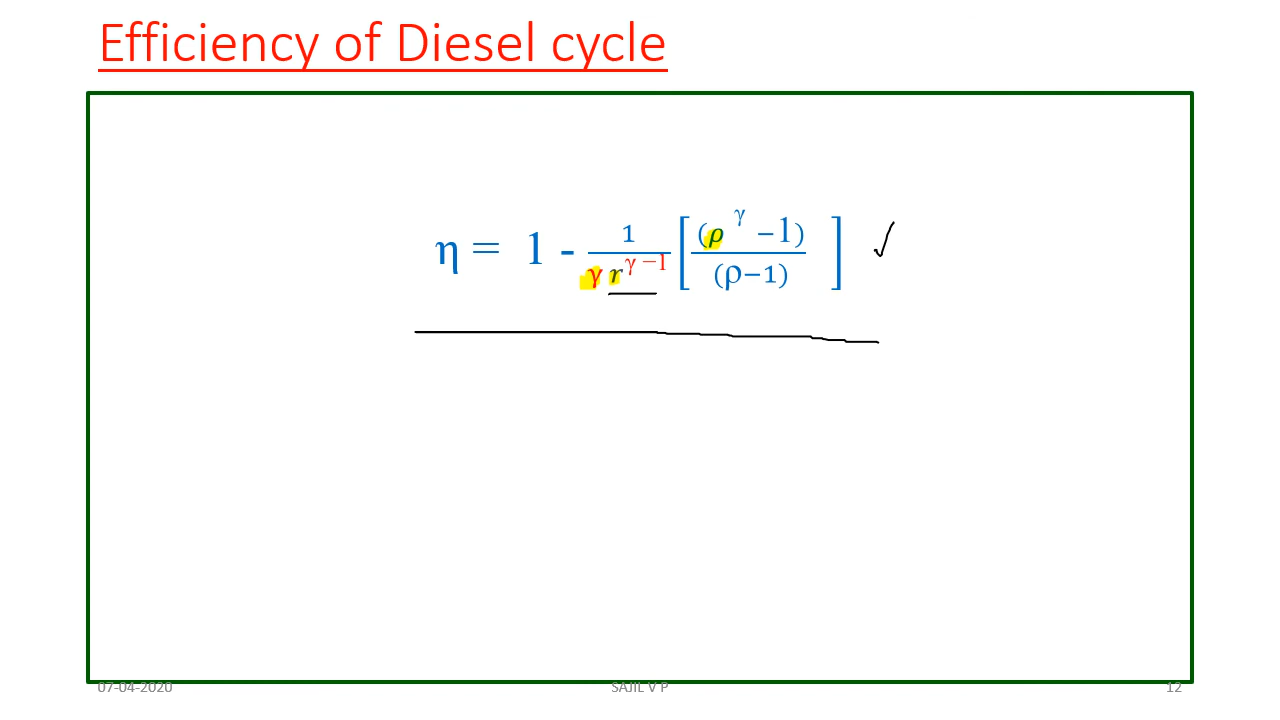 Efficiency of Diesel cycle
η = 1 - 1/(γ r^(γ−1)) [(ρ^γ −1)/(ρ−1)] ✓
07-04-2020 SAJIL V P 12